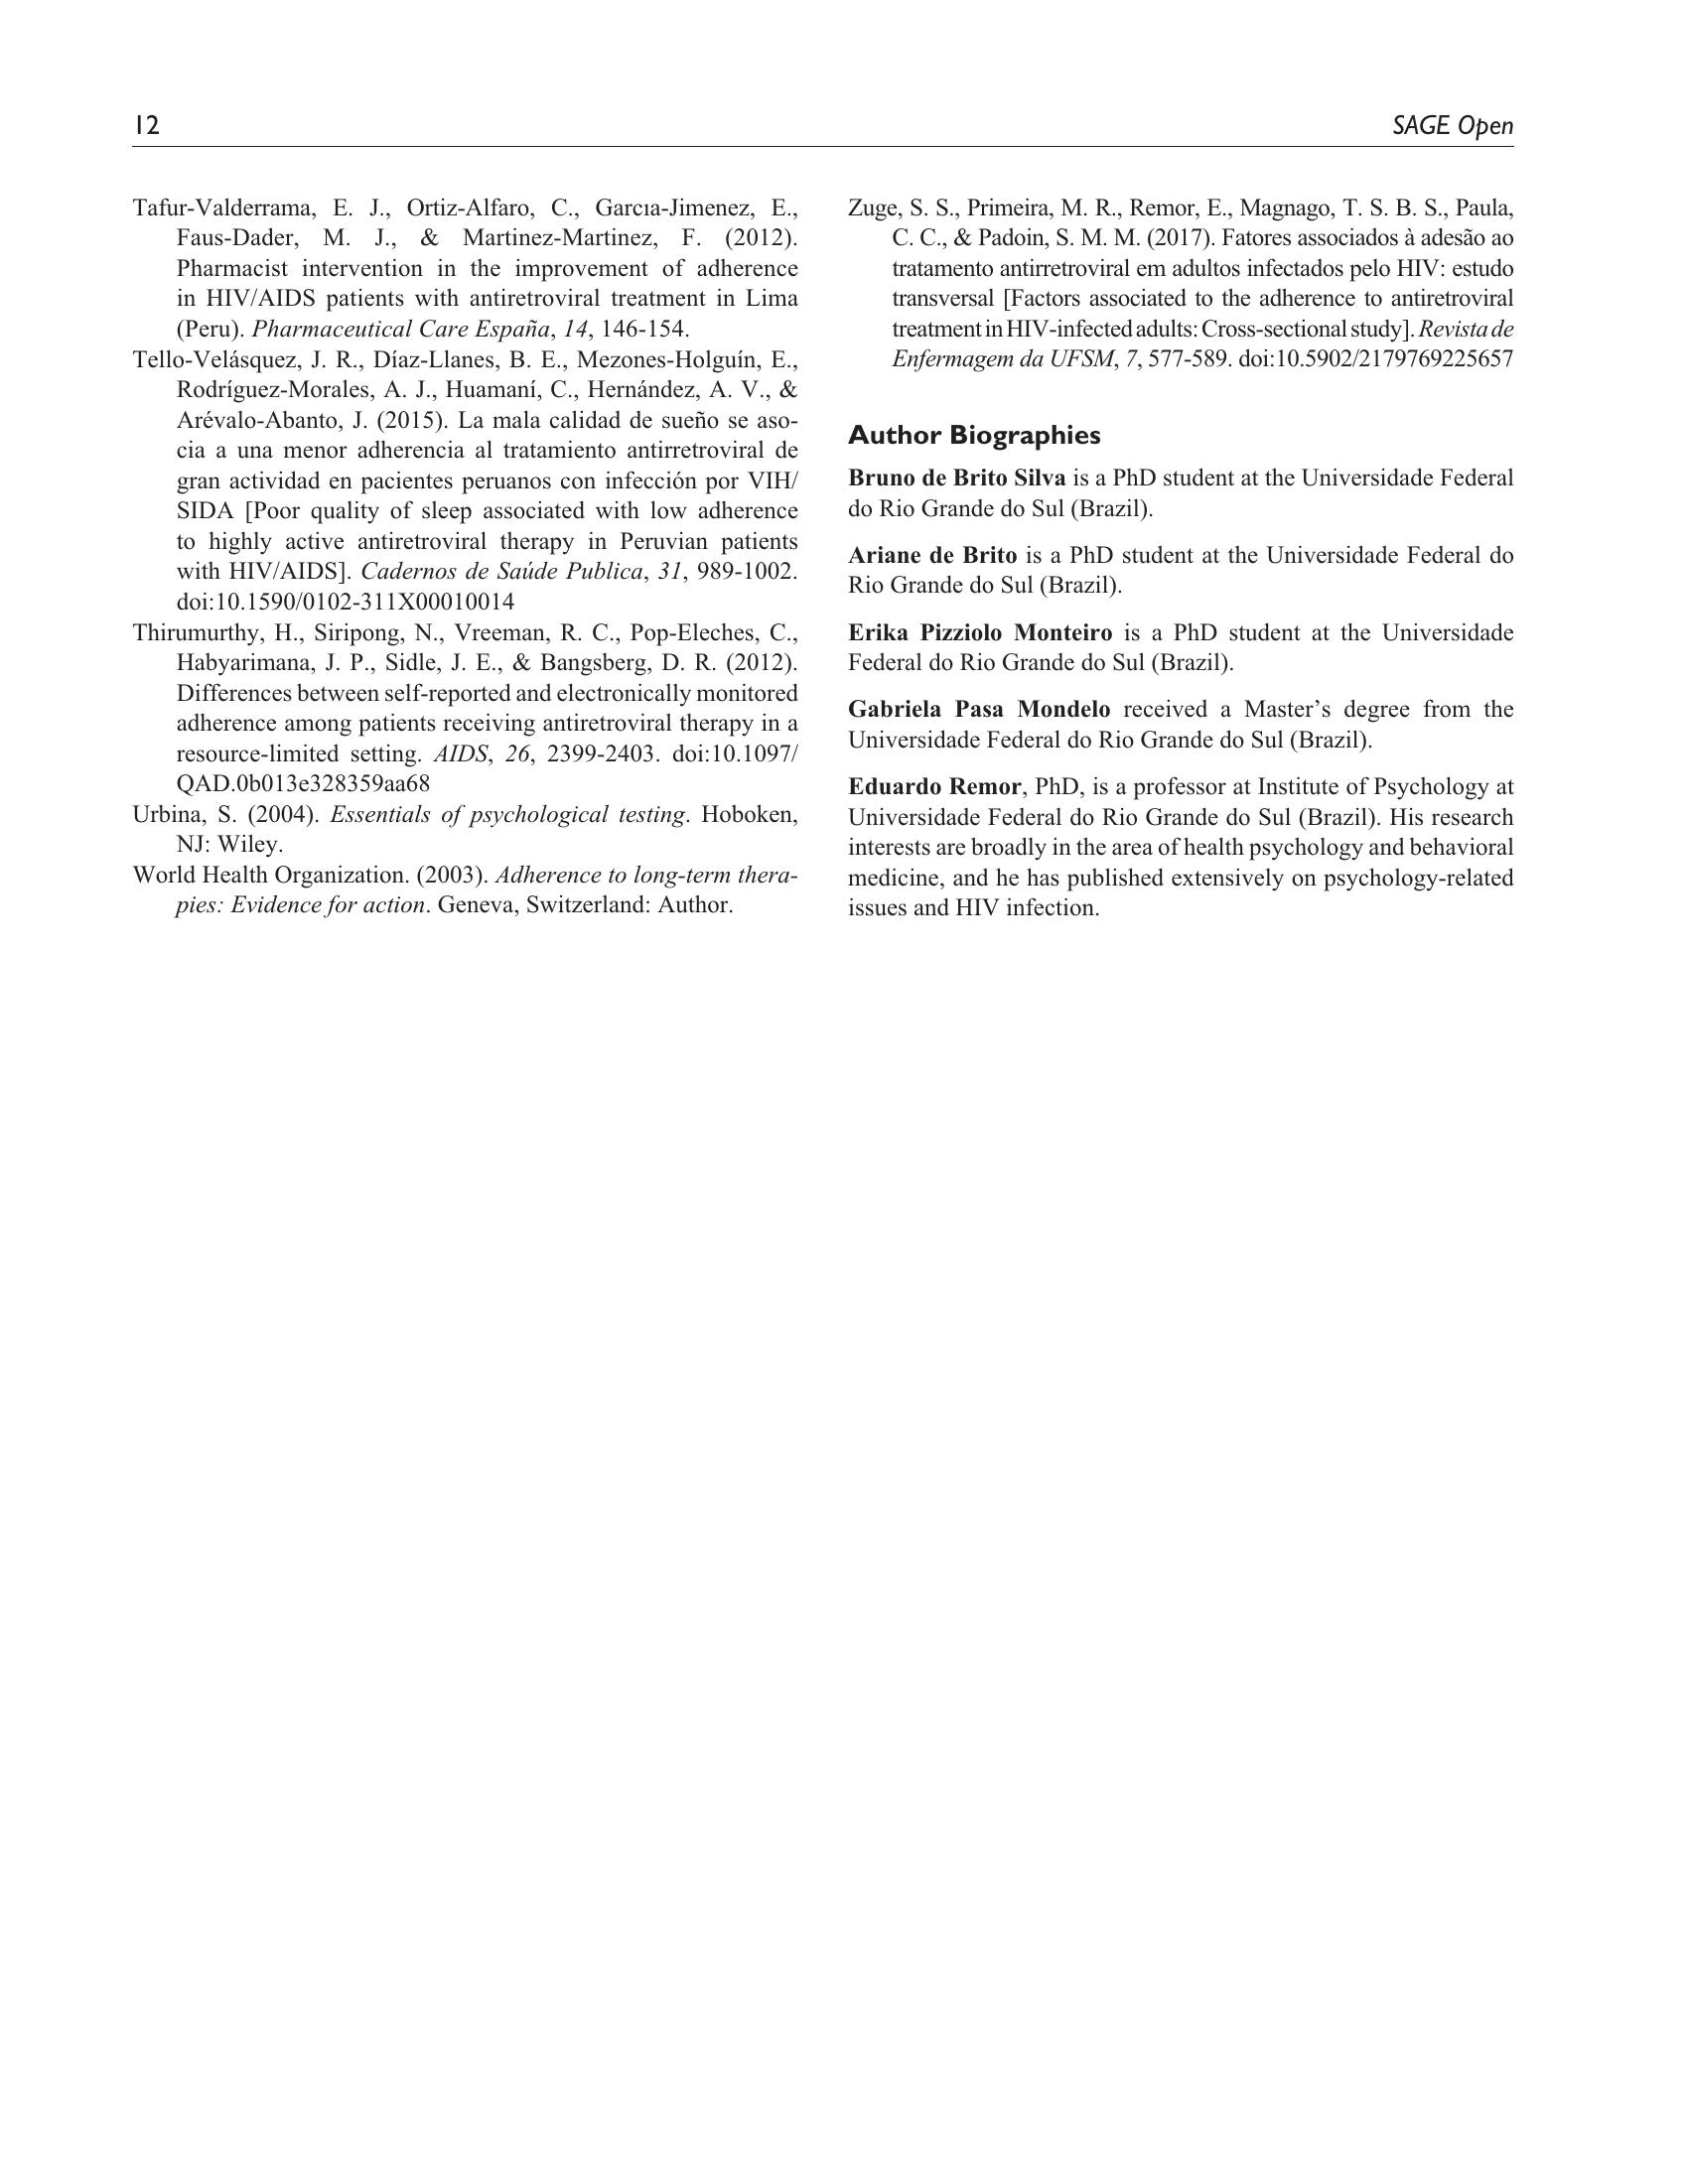 12
SAGE Open
Tafur-Valderrama, E. J., Ortiz-Alfaro, C., Garcıa-Jimenez, E.,
Faus-Dader, M. J., & Martinez-Martinez, F. (2012).
Pharmacist intervention in the improvement of adherence
in HIV/AIDS patients with antiretroviral treatment in Lima
(Peru). Pharmaceutical Care España, 14, 146-154.
Tello-Velásquez, J. R., Díaz-Llanes, B. E., Mezones-Holguín, E.,
Rodríguez-Morales, A. J., Huamaní, C., Hernández, A. V., &
Arévalo-Abanto, J. (2015). La mala calidad de sueño se aso-
cia a una menor adherencia al tratamiento antirretroviral de
gran actividad en pacientes peruanos con infección por VIH/
SIDA [Poor quality of sleep associated with low adherence
to highly active antiretroviral therapy in Peruvian patients
with HIV/AIDS]. Cadernos de Saúde Publica, 31, 989-1002.
doi:10.1590/0102-311X00010014
Thirumurthy, H., Siripong, N., Vreeman, R. C., Pop-Eleches, C.,
Habyarimana, J. P., Sidle, J. E., & Bangsberg, D. R. (2012).
Differences between self-reported and electronically monitored
adherence among patients receiving antiretroviral therapy in a
resource-limited setting. AIDS, 26, 2399-2403. doi:10.1097/
QAD.0b013e328359aa68
Urbina, S. (2004). Essentials of psychological testing. Hoboken,
NJ: Wiley.
World Health Organization. (2003). Adherence to long-term thera-
pies: Evidence for action. Geneva, Switzerland: Author.
Zuge, S. S., Primeira, M. R., Remor, E., Magnago, T. S. B. S., Paula,
C. C., & Padoin, S. M. M. (2017). Fatores associados à adesão ao
tratamento antirretroviral em adultos infectados pelo HIV: estudo
transversal [Factors associated to the adherence to antiretroviral
treatment in HIV-infected adults: Cross-sectional study]. Revista de
Enfermagem da UFSM, 7, 577-589. doi:10.5902/2179769225657
Author Biographies
Bruno de Brito Silva is a PhD student at the Universidade Federal
do Rio Grande do Sul (Brazil).
Ariane de Brito is a PhD student at the Universidade Federal do
Rio Grande do Sul (Brazil).
Erika Pizziolo Monteiro is a PhD student at the Universidade
Federal do Rio Grande do Sul (Brazil).
Gabriela Pasa Mondelo received a Master’s degree from the
Universidade Federal do Rio Grande do Sul (Brazil).
Eduardo Remor, PhD, is a professor at Institute of Psychology at
Universidade Federal do Rio Grande do Sul (Brazil). His research
interests are broadly in the area of health psychology and behavioral
medicine, and he has published extensively on psychology-related
issues and HIV infection.